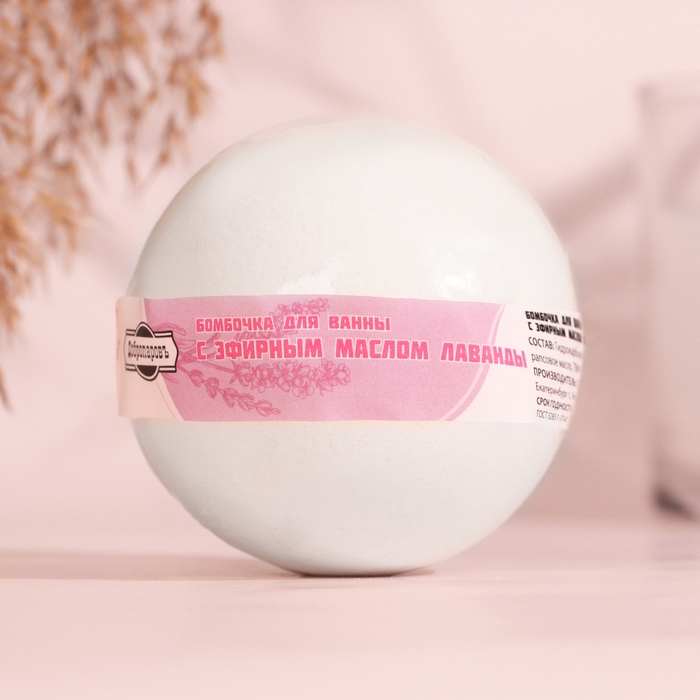 Добропаровъ
БОМБОЧКА ДЛЯ ВАННЫ
С ЭФИРНЫМ МАСЛОМ ЛАВАНДЫ
БОМБОЧКА ДЛЯ
С ЭФИРНЫМ
СОСТАВ:
рапсовое масло,
ПРОИЗВОДИТЕЛЬ:
Екатеринбург г,
СРОК ГОДНОСТИ